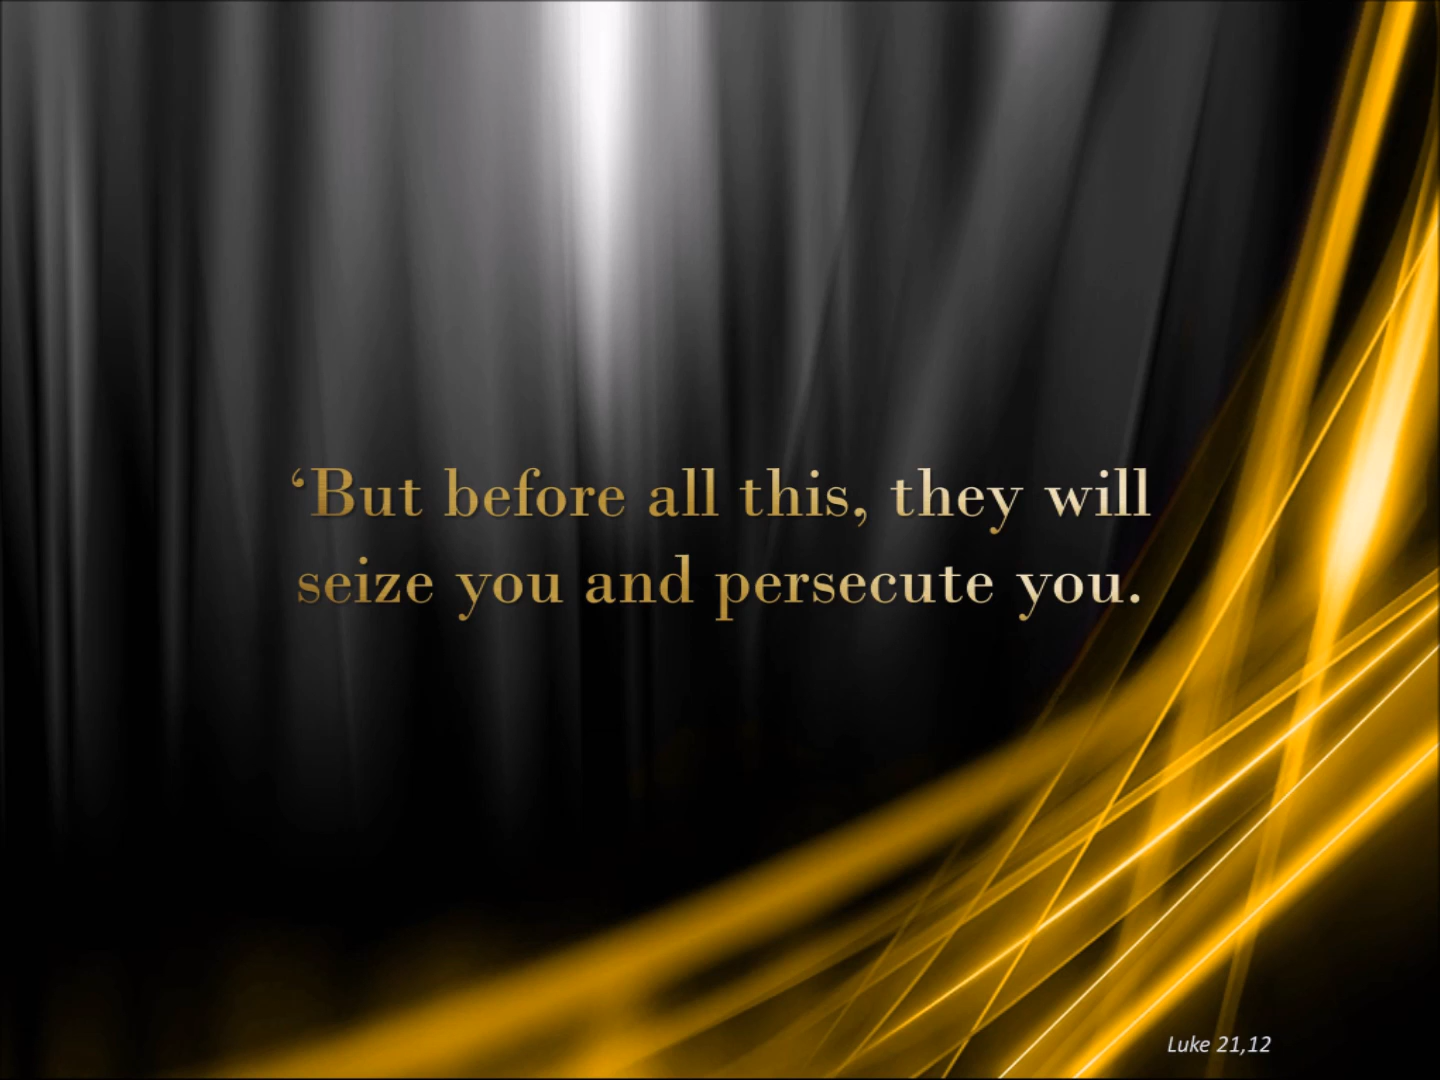 ‘But before all this, they will
seize you and persecute you.
Luke 21,12